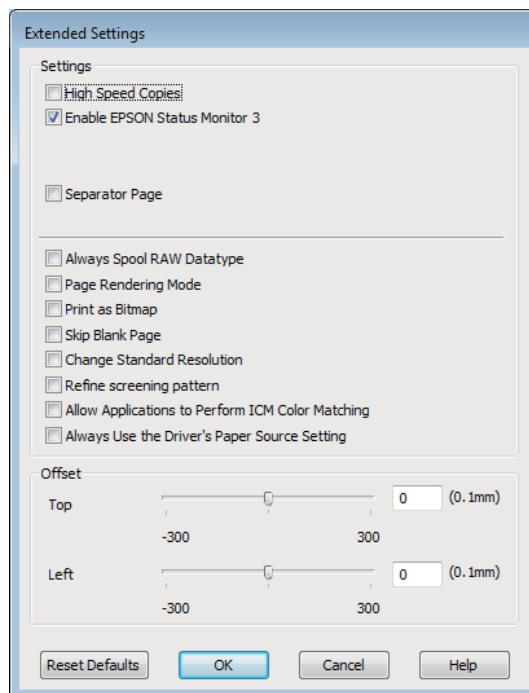 Extended Settings
Settings
High Speed Copies
Enable EPSON Status Monitor 3
Separator Page
Always Spool RAW Datatype
Page Rendering Mode
Print as Bitmap
Skip Blank Page
Change Standard Resolution
Refine screening pattern
Allow Applications to Perform ICM Color Matching
Always Use the Driver's Paper Source Setting
Offset
Top 0 (0.1mm)
-300 300
Left 0 (0.1mm)
-300 300
Reset Defaults OK Cancel Help